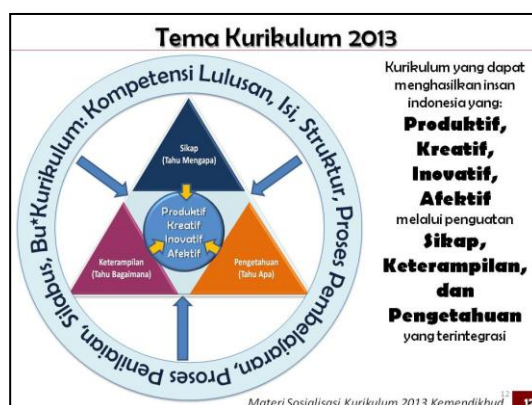 Tema Kurikulum 2013
Bu*Kurikulum: Kompetensi Lulusan, Isi, Struktur, Proses Pembelajaran, Proses Penilaian, Silabus,
Sikap
(Tahu Mengapa)
Produktif
Kreatif
Inovatif
Afektif
Keterampilan
(Tahu Bagaimana)
Pengetahuan
(Tahu Apa)
Kurikulum yang dapat
menghasilkan insan
indonesia yang:
Produktif,
Kreatif,
Inovatif,
Afektif
melalui penguatan
Sikap,
Keterampilan,
dan
Pengetahuan
yang terintegrasi
Materi Sosialisasi Kurikulum 2013 Kemendikbud
12